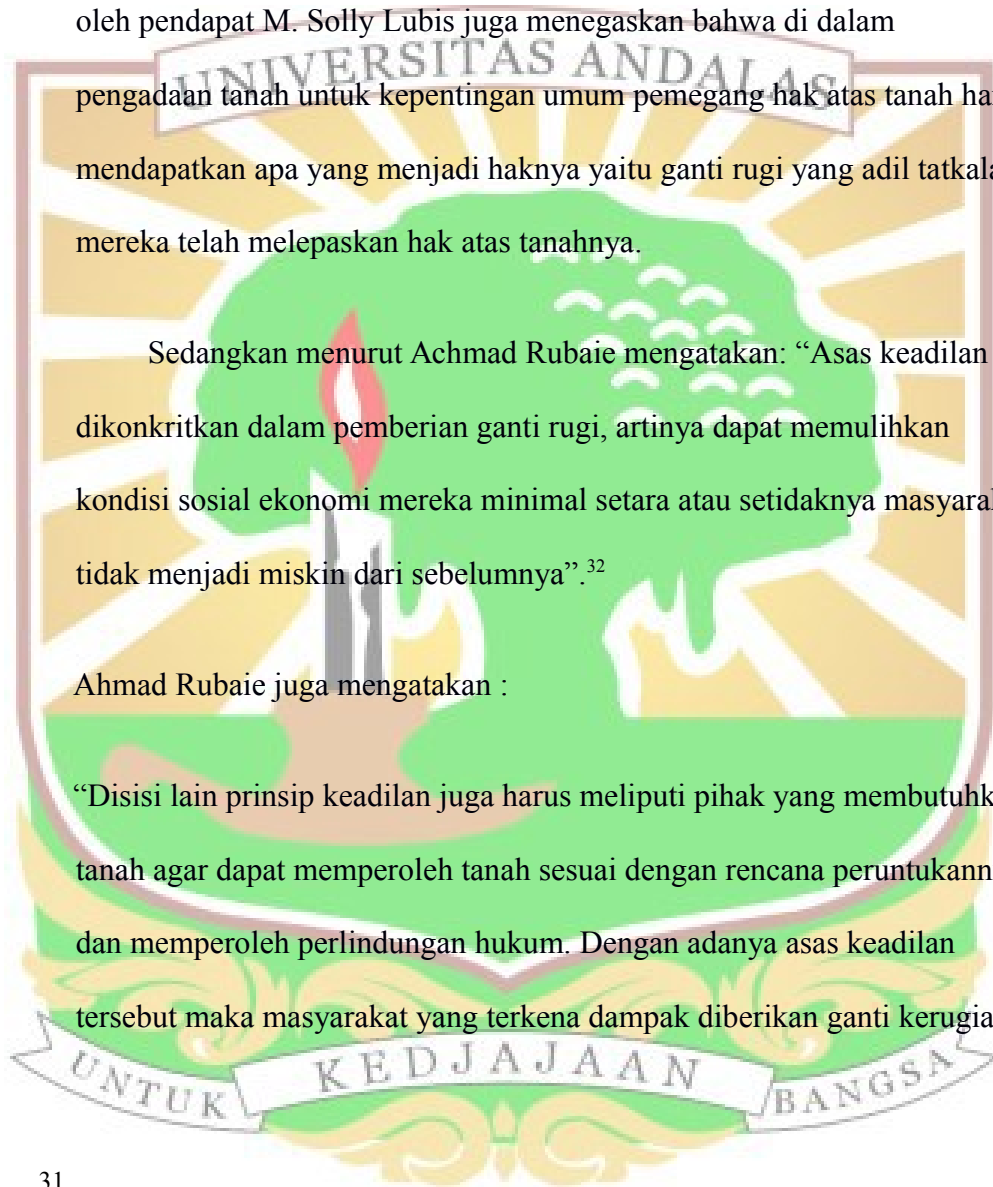 oleh pendapat M. Solly Lubis juga menegaskan bahwa di dalam
UNIVERSITAS ANDALAS
pengadaan tanah untuk kepentingan umum pemegang hak atas tanah
mendapatkan apa yang menjadi haknya yaitu ganti rugi yang adil tatkala
mereka telah melepaskan hak atas tanahnya.
Sedangkan menurut Achmad Rubaie mengatakan: “Asas keadilan
dikonkritkan dalam pemberian ganti rugi, artinya dapat memulihkan
kondisi sosial ekonomi mereka minimal setara atau setidaknya
tidak menjadi miskin dari sebelumnya”.32
Ahmad Rubaie juga mengatakan :
“Disisi lain prinsip keadilan juga harus meliputi pihak yang
tanah agar dapat memperoleh tanah sesuai dengan rencana
dan memperoleh perlindungan hukum. Dengan adanya asas keadilan
tersebut maka masyarakat yang terkena dampak diberikan ganti
UNTUK KEDJAJAAN BANGSA
31